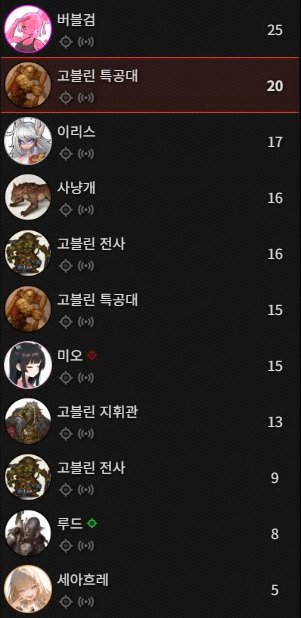 버블검
25
고블린 특공대
20
이리스
17
사냥개
16
고블린 전사
16
고블린 특공대
15
미오
15
고블린 지휘관
13
고블린 전사
9
루드
8
세아흐레
5